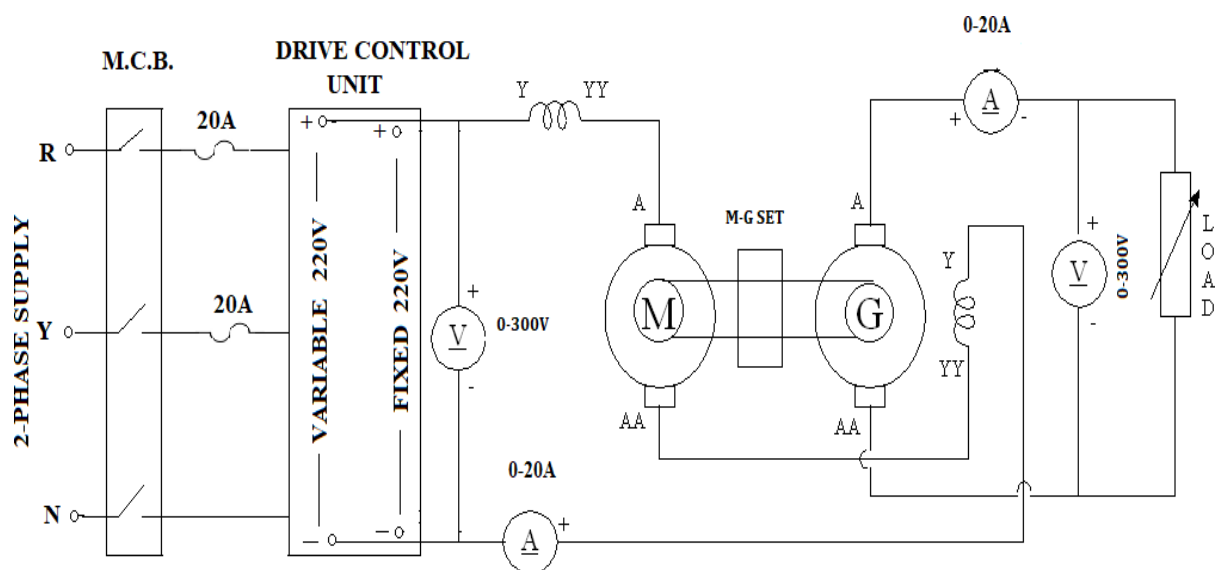 0-20A
M.C.B.
DRIVE CONTROL
UNIT
Y YY
20A
+ - + A + -
R
A M-G SET A
2-PHASE SUPPLY
VARIABLE 220V
FIXED 220V
Y
+
V
0-300V
LOAD
-
+
V
0-300V
-
20A
Y
M G
YY
AA AA
0-20A
N
- - A +